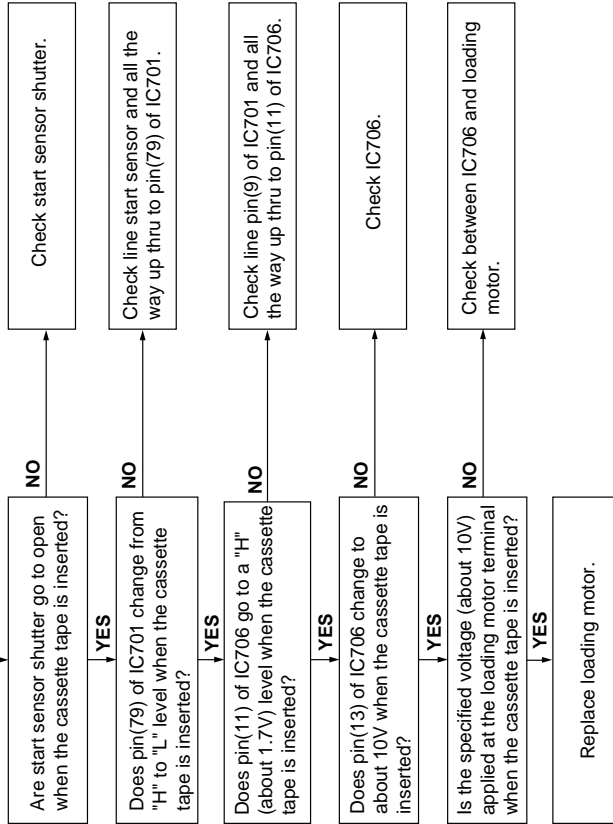 Are start sensor shutter go to open
when the cassette tape is inserted?
NO
Check start sensor shutter.
YES
Does pin(79) of IC701 change from
"H" to "L" level when the cassette
tape is inserted?
NO
Check line start sensor and all the
way up thru to pin(79) of IC701.
YES
Does pin(11) of IC706 go to a "H"
(about 1.7V) level when the cassette
tape is inserted?
NO
Check line pin(9) of IC701 and all
the way up thru to pin(11) of IC706.
YES
Does pin(13) of IC706 change to
about 10V when the cassette tape is
inserted?
NO
Check IC706.
YES
Is the specified voltage (about 10V)
applied at the loading motor terminal
when the cassette tape is inserted?
NO
Check between IC706 and loading
motor.
YES
Replace loading motor.